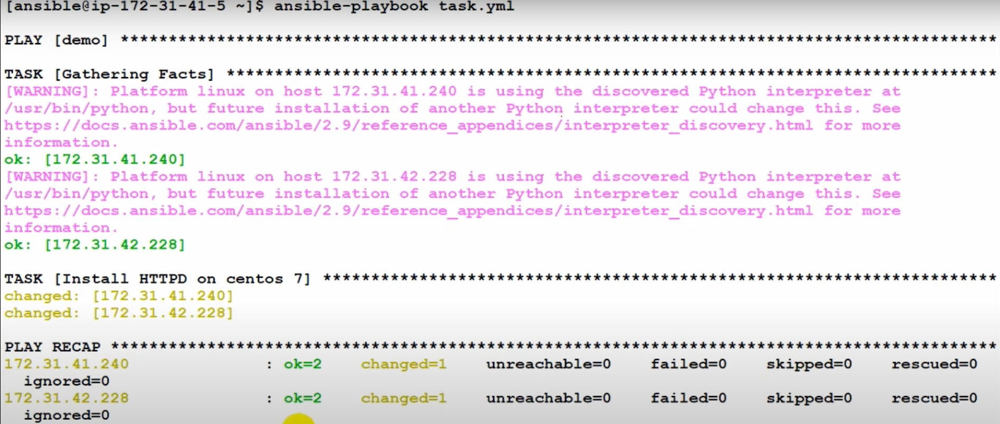 [ansible@ip-172-31-41-5 ~]$ ansible-playbook task.yml
PLAY [demo] *******************************************************************************************
TASK [Gathering Facts] ********************************************************************************
[WARNING]: Platform linux on host 172.31.41.240 is using the discovered Python interpreter at
/usr/bin/python, but future installation of another Python interpreter could change this. See
https://docs.ansible.com/ansible/2.9/reference_appendices/interpreter_discovery.html for more
information.
ok: [172.31.41.240]
[WARNING]: Platform linux on host 172.31.42.228 is using the discovered Python interpreter at
/usr/bin/python, but future installation of another Python interpreter could change this. See
https://docs.ansible.com/ansible/2.9/reference_appendices/interpreter_discovery.html for more
information.
ok: [172.31.42.228]
TASK [Install HTTPD on centos 7] **********************************************************************
changed: [172.31.41.240]
changed: [172.31.42.228]
PLAY RECAP ********************************************************************************************
172.31.41.240 : ok=2 changed=1 unreachable=0 failed=0 skipped=0 rescued=0
ignored=0
172.31.42.228 : ok=2 changed=1 unreachable=0 failed=0 skipped=0 rescued=0
ignored=0